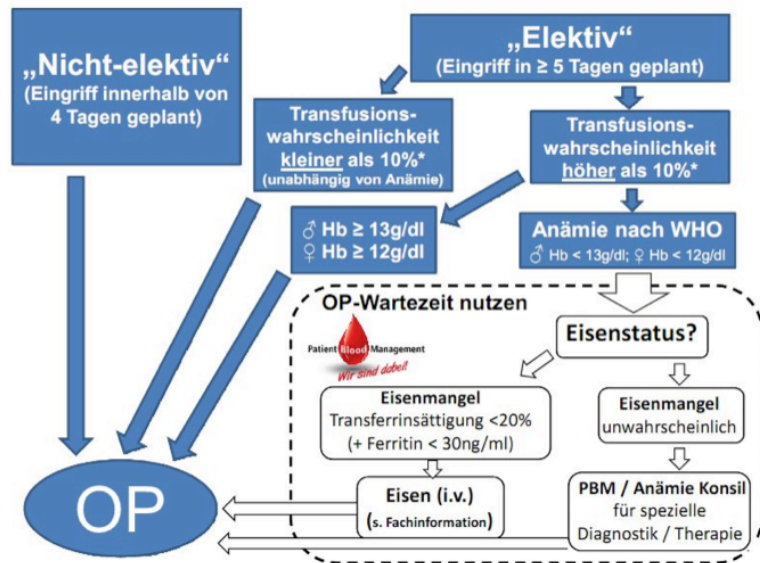 „Nicht-elektiv“
(Eingriff innerhalb von
4 Tagen geplant)
„Elektiv“
(Eingriff in ≥ 5 Tagen geplant)
Transfusions-
wahrscheinlichkeit
kleiner als 10%*
(unabhängig von Anämie)
Transfusions-
wahrscheinlichkeit
höher als 10%*
♂ Hb ≥ 13g/dl
♀ Hb ≥ 12g/dl
Anämie nach WHO
♂ Hb < 13g/dl; ♀ Hb < 12g/dl
OP-Wartezeit nutzen
Patient Blood Management
Wir sind dabei!
Eisenstatus?
Eisenmangel
Transferrinsättigung <20%
(+ Ferritin < 30ng/ml)
Eisenmangel
unwahrscheinlich
Eisen (i.v.)
(s. Fachinformation)
PBM / Anämie Konsil
für spezielle
Diagnostik / Therapie
OP